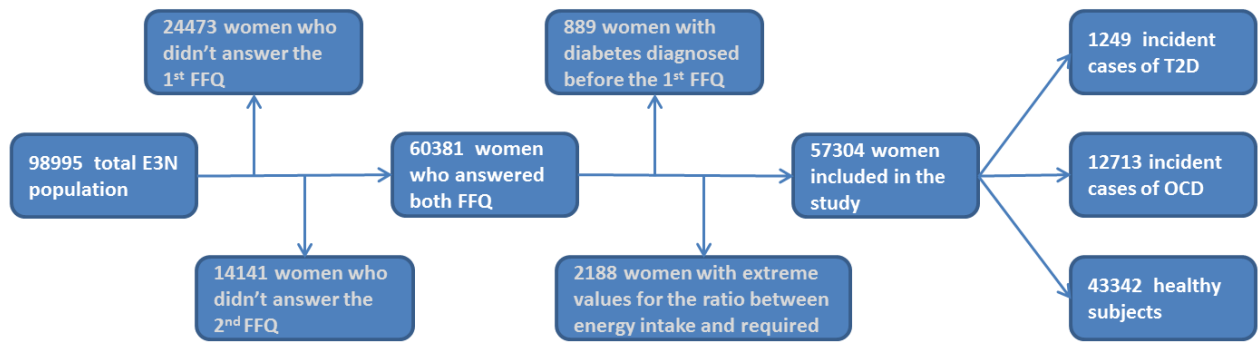 24473 women who
didn't answer the
1st FFQ
889 women with
diabetes diagnosed
before the 1st FFQ
1249 incident
cases of T2D
98995 total E3N
population
60381 women
who answered
both FFQ
57304 women
included in the
study
12713 incident
cases of OCD
14141 women who
didn't answer the
2nd FFQ
2188 women with extreme
values for the ratio between
energy intake and required
43342 healthy
subjects